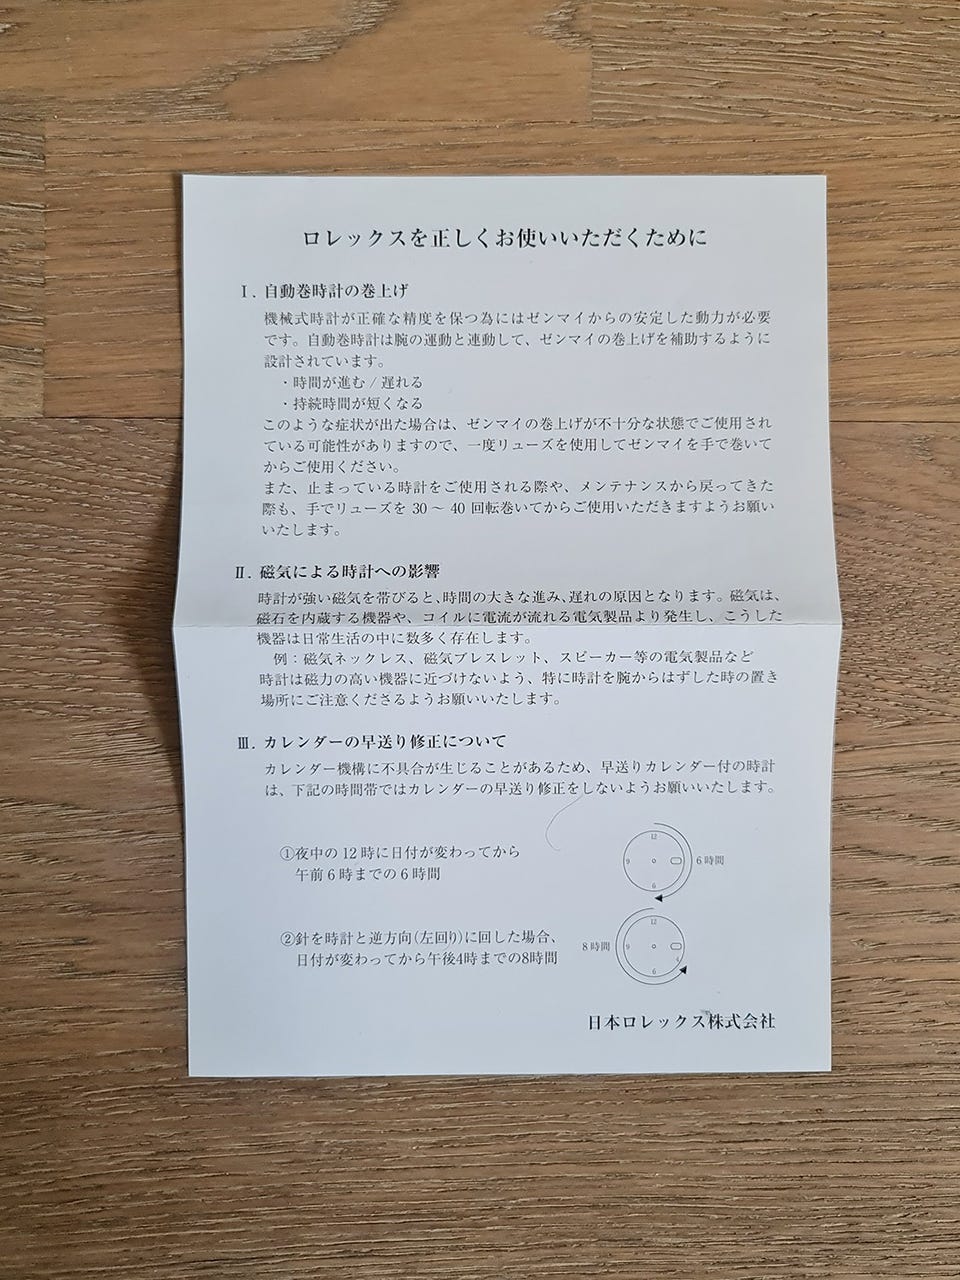 ロレックスを正しくお使いいただくために
Ⅰ. 自動巻時計の巻上げ
機械式時計が正確な精度を保つ為にはゼンマイからの安定した動力が必要
です。自動巻時計は腕の運動と連動して、ゼンマイの巻上げを補助するように
設計されています。
・時間が進む / 遅れる
・持続時間が短くなる
このような症状が出た場合は、ゼンマイの巻上げが不十分な状態でご使用され
ている可能性がありますので、一度リューズを使用してゼンマイを手で巻いて
からご使用ください。
また、止まっている時計をご使用される際や、メンテナンスから戻ってきた
際も、手でリューズを 30 〜 40 回転巻いてからご使用いただきますようお願い
いたします。
Ⅱ. 磁気による時計への影響
時計が強い磁気を帯びると、時間の大きな進み、遅れの原因となります。磁気は、
磁石を内蔵する機器や、コイルに電流が流れる電気製品より発生し、こうした
機器は日常生活の中に数多く存在します。
例：磁気ネックレス、磁気ブレスレット、スピーカー等の電気製品など
時計は磁力の高い機器に近づけないよう、特に時計を腕からはずした時の置き
場所にご注意くださるようお願いいたします。
Ⅲ. カレンダーの早送り修正について
カレンダー機構に不具合が生じることがあるため、早送りカレンダー付の時計
は、下記の時間帯ではカレンダーの早送り修正をしないようお願いいたします。
①夜中の 12 時に日付が変わってから
午前 6 時までの 6 時間
12
9
6
6 時間
②針を時計と逆方向(左回り)に回した場合、
日付が変わってから午後4時までの8時間
8 時間
12
9
4
6
日本ロレックス株式会社